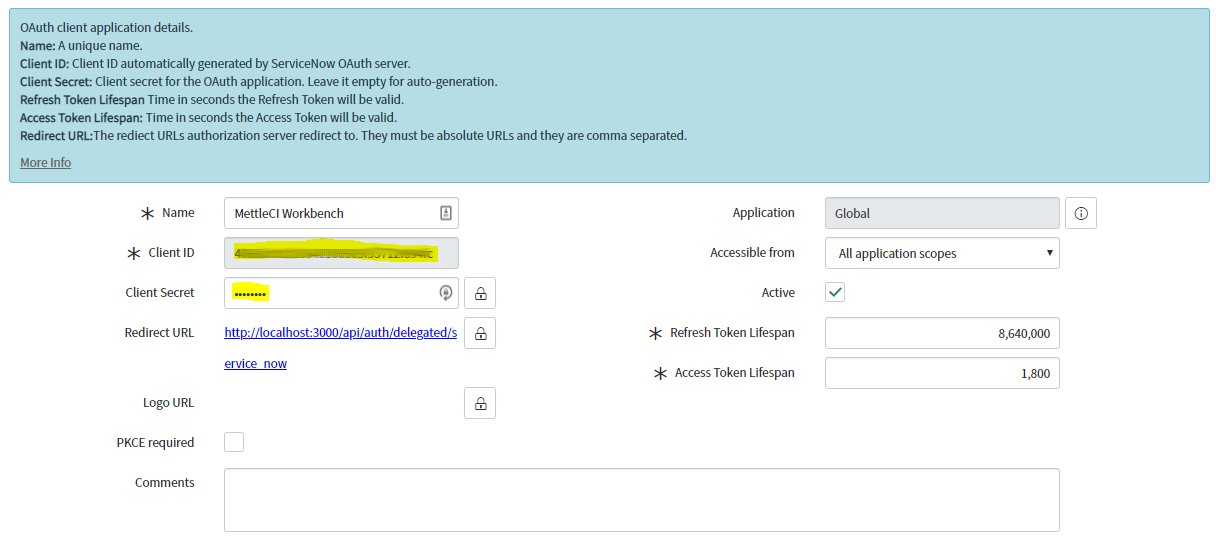 OAuth client application details.
Name: A unique name.
Client ID: Client ID automatically generated by ServiceNow OAuth server.
Client Secret: Client secret for the OAuth application. Leave it empty for auto-generation.
Refresh Token Lifespan Time in seconds the Refresh Token will be valid.
Access Token Lifespan: Time in seconds the Access Token will be valid.
Redirect URL:The rediect URLs authorization server redirect to. They must be absolute URLs and they are comma separated.
More Info
Name MettleCI Workbench
Application Global
Client ID
Accessible from All application scopes
Client Secret ••••••••
Active
Redirect URL http://localhost:3000/api/auth/delegated/s
ervice_now
Refresh Token Lifespan 8,640,000
Access Token Lifespan 1,800
Logo URL
PKCE required
Comments